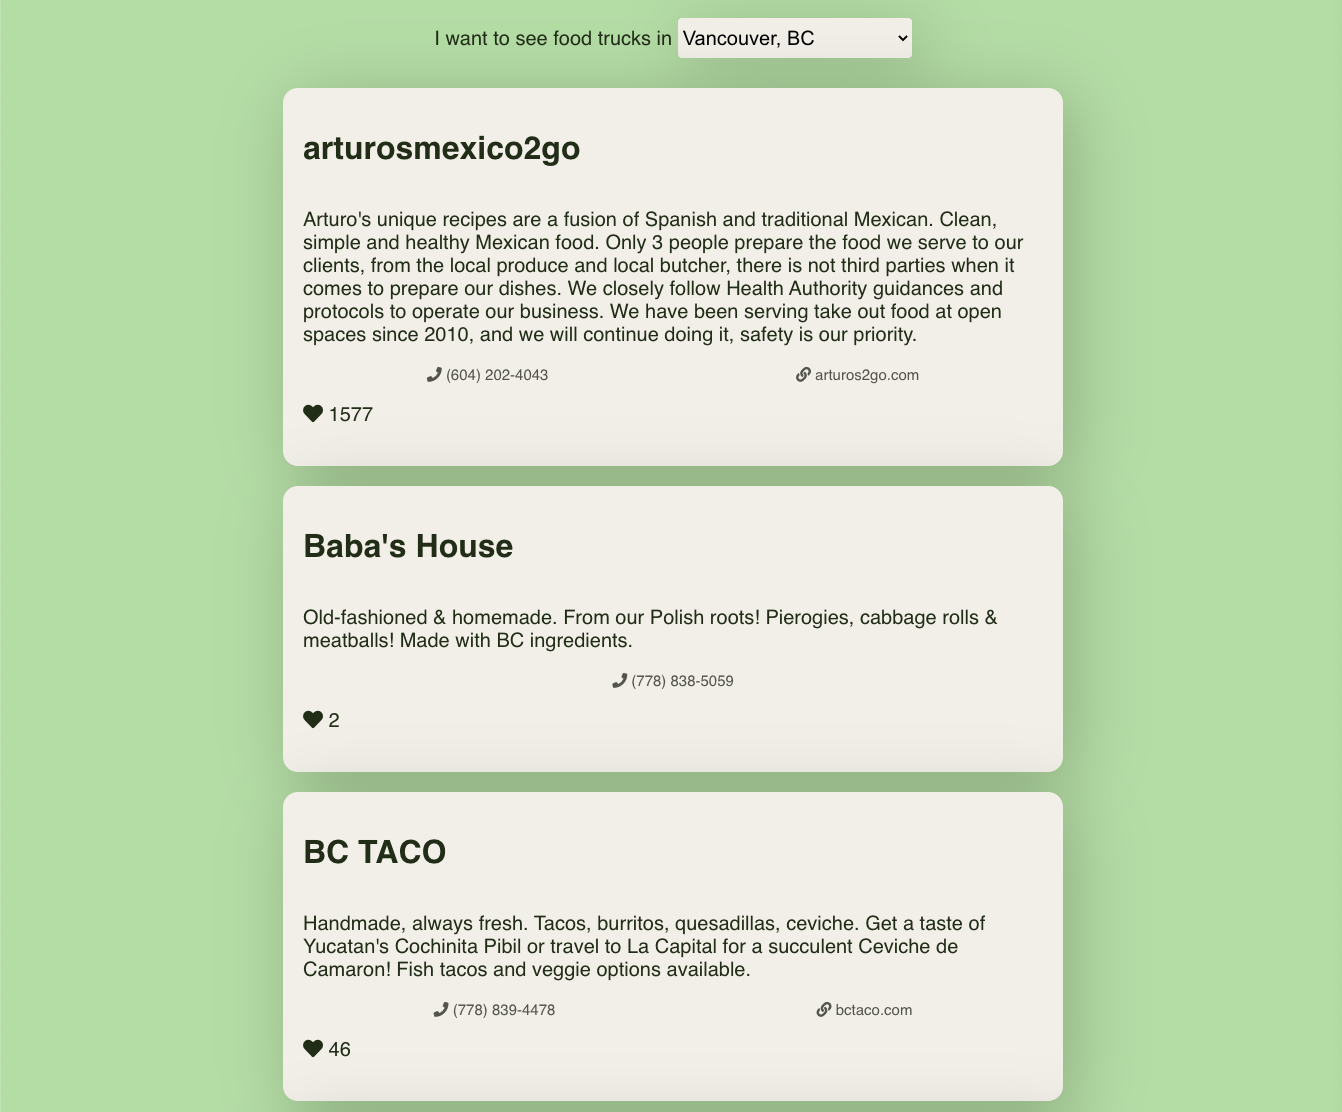 I want to see food trucks in Vancouver, BC
arturosmexico2go
Arturo's unique recipes are a fusion of Spanish and traditional Mexican. Clean,
simple and healthy Mexican food. Only 3 people prepare the food we serve to our
clients, from the local produce and local butcher, there is not third parties when it
comes to prepare our dishes. We closely follow Health Authority guidances and
protocols to operate our business. We have been serving take out food at open
spaces since 2010, and we will continue doing it, safety is our priority.
(604) 202-4043 arturos2go.com
1577
Baba's House
Old-fashioned & homemade. From our Polish roots! Pierogies, cabbage rolls &
meatballs! Made with BC ingredients.
(778) 838-5059
2
BC TACO
Handmade, always fresh. Tacos, burritos, quesadillas, ceviche. Get a taste of
Yucatan's Cochinita Pibil or travel to La Capital for a succulent Ceviche de
Camaron! Fish tacos and veggie options available.
(778) 839-4478 bctaco.com
46